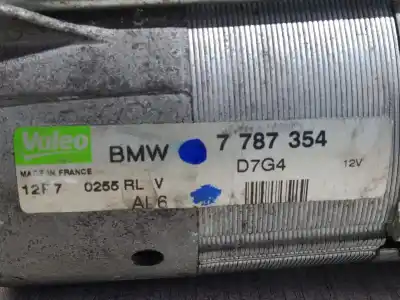 Valeo
BMW 7 787 354
MADE IN FRANCE D7G4 12V
12F7 0255 RL V
AL6